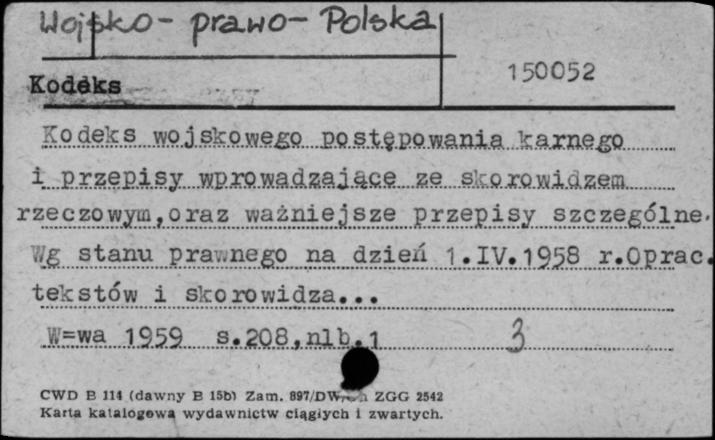 Wojsko - prawo - Polska
150052
Kodeks
Kodeks wojskowego postępowania karnego
i przepisy wprowadzające ze skorowidzem
rzeczowym,oraz ważniejsze przepisy szczególne.
Wg stanu prawnego na dzień 1.IV.1958 r.Oprac.
tekstów i skorowidza...
W=wa 1959 s.208,nlb.1 3
CWD B 114 (dawny B 15b) Zam. 897/DW ZGG 2542
Karta katalogowa wydawnictw ciągłych i zwartych.